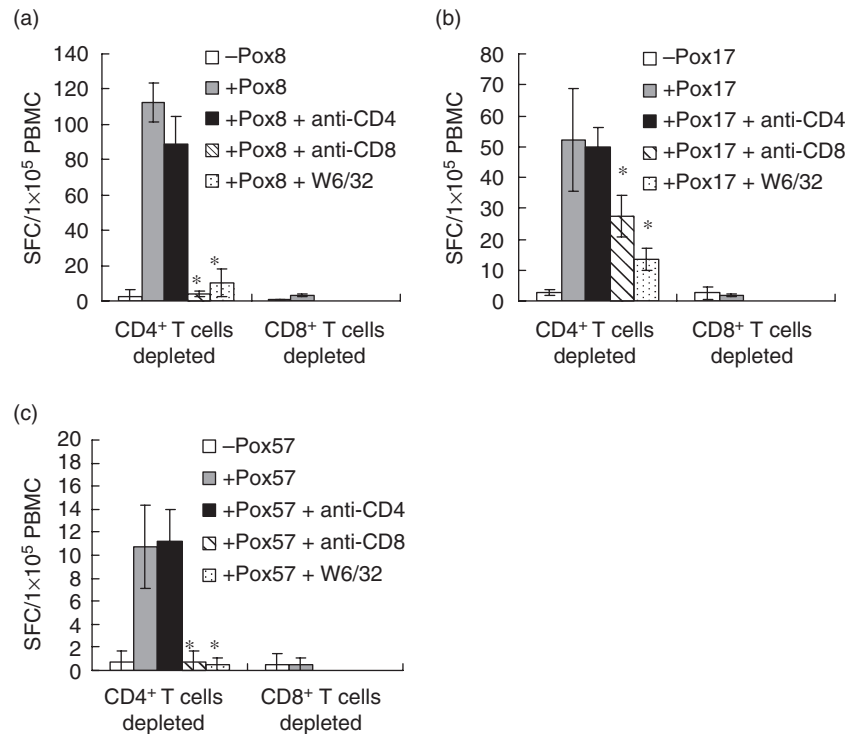 (a)
SFC/1×10⁵ PBMC
140
120
100
80
60
40
20
0
–Pox8
+Pox8
+Pox8 + anti-CD4
+Pox8 + anti-CD8
+Pox8 + W6/32
*
*
CD4⁺ T cells
depleted
CD8⁺ T cells
depleted
(b)
SFC/1×10⁵ PBMC
80
70
60
50
40
30
20
10
0
–Pox17
+Pox17
+Pox17 + anti-CD4
+Pox17 + anti-CD8
+Pox17 + W6/32
*
*
CD4⁺ T cells
depleted
CD8⁺ T cells
depleted
(c)
SFC/1×10⁵ PBMC
20
18
16
14
12
10
8
6
4
2
0
–Pox57
+Pox57
+Pox57 + anti-CD4
+Pox57 + anti-CD8
+Pox57 + W6/32
*
*
CD4⁺ T cells
depleted
CD8⁺ T cells
depleted